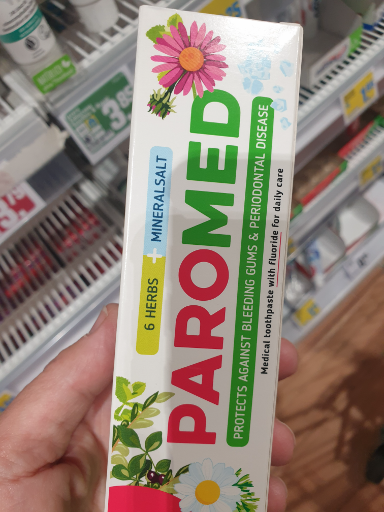 6 HERBS + MINERALSALT
PAROMED
PROTECTS AGAINST BLEEDING GUMS & PERIODONTAL DISEASE
Medical toothpaste with fluoride for daily care